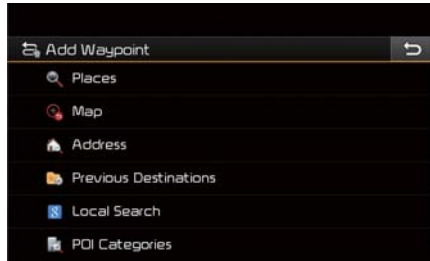 Add Waypoint
Places
Map
Address
Previous Destinations
Local Search
POI Categories